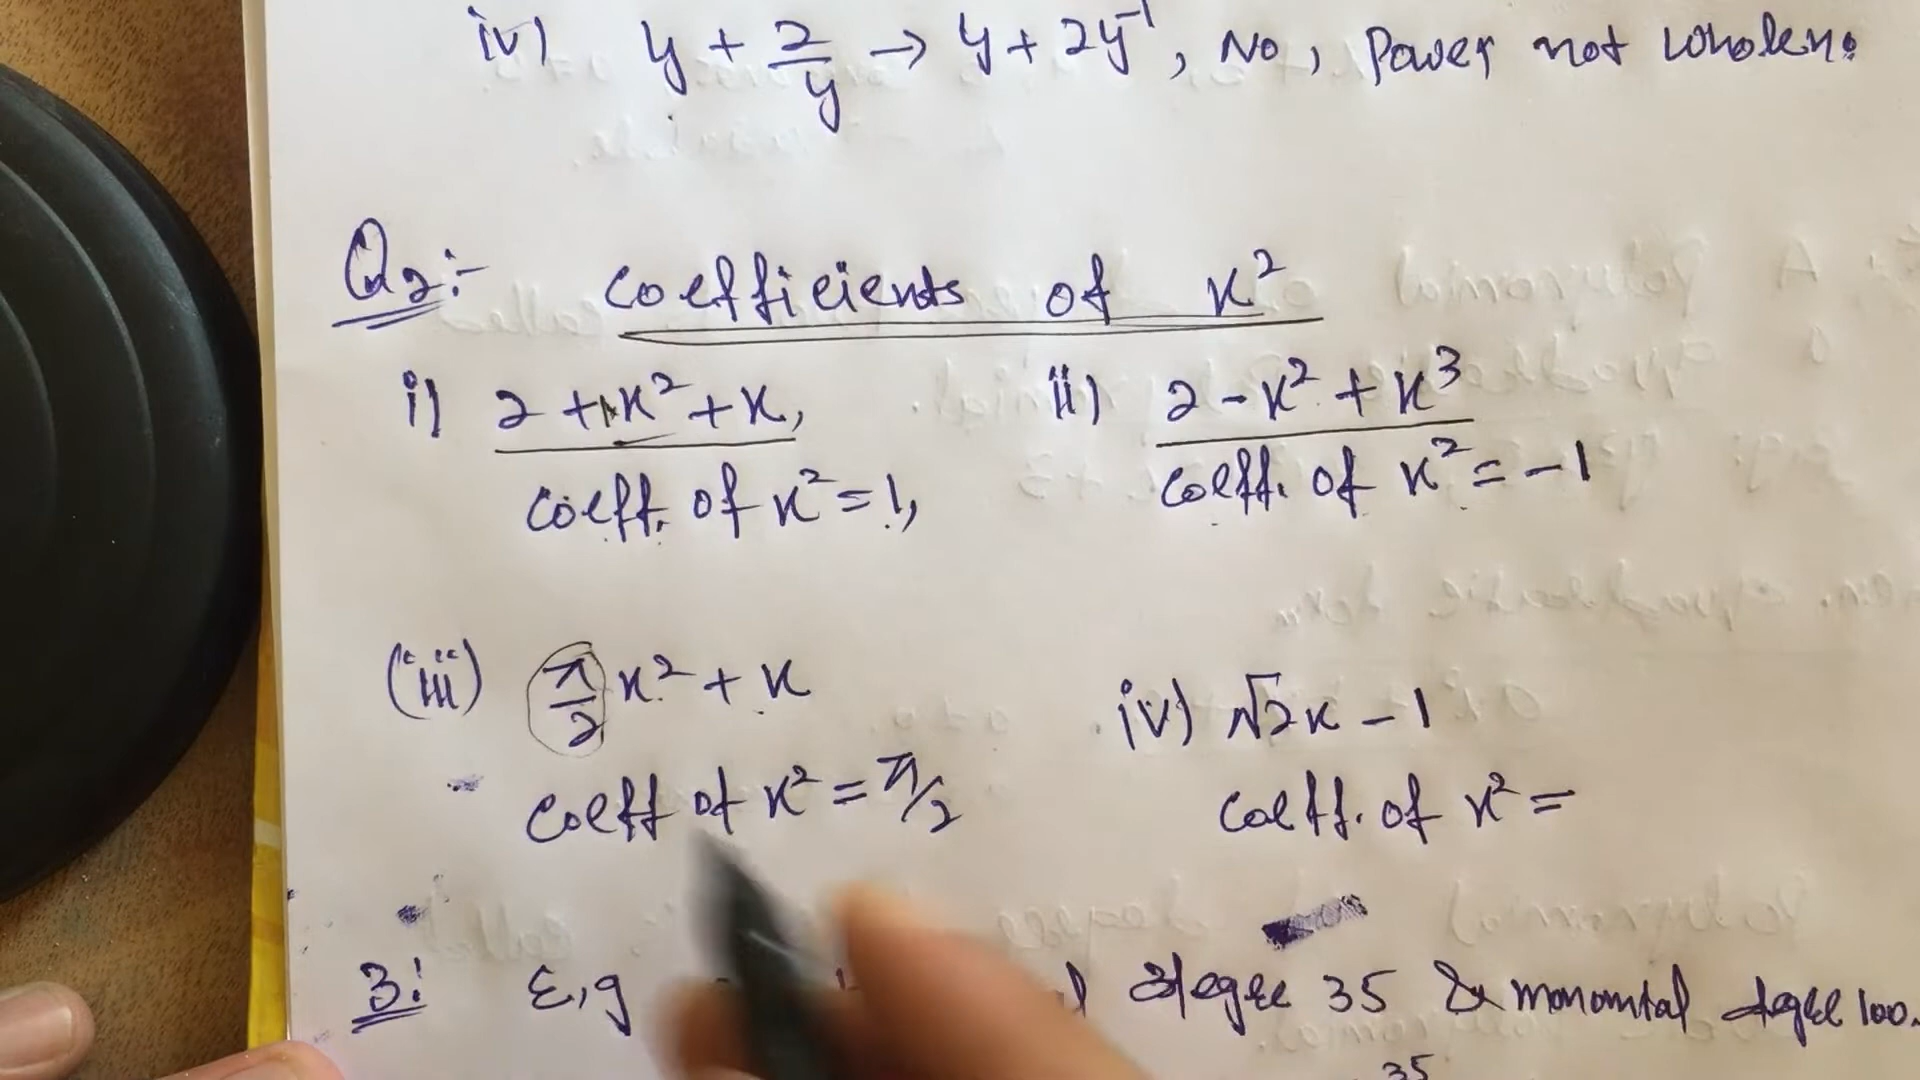 iv) y + 2/y → y + 2y⁻¹, No, Power not whole no
Q2:- Coefficients of x²
i) 2 + 1x² + x,
coeff. of x² = 1,
ii) 2 - x² + x³
coeff. of x² = -1
(iii) π/2 x² + x
coeff of x² = π/2
iv) √2x - 1
coeff. of x² =
3: E,g degree 35 & monomial degree 100.
35